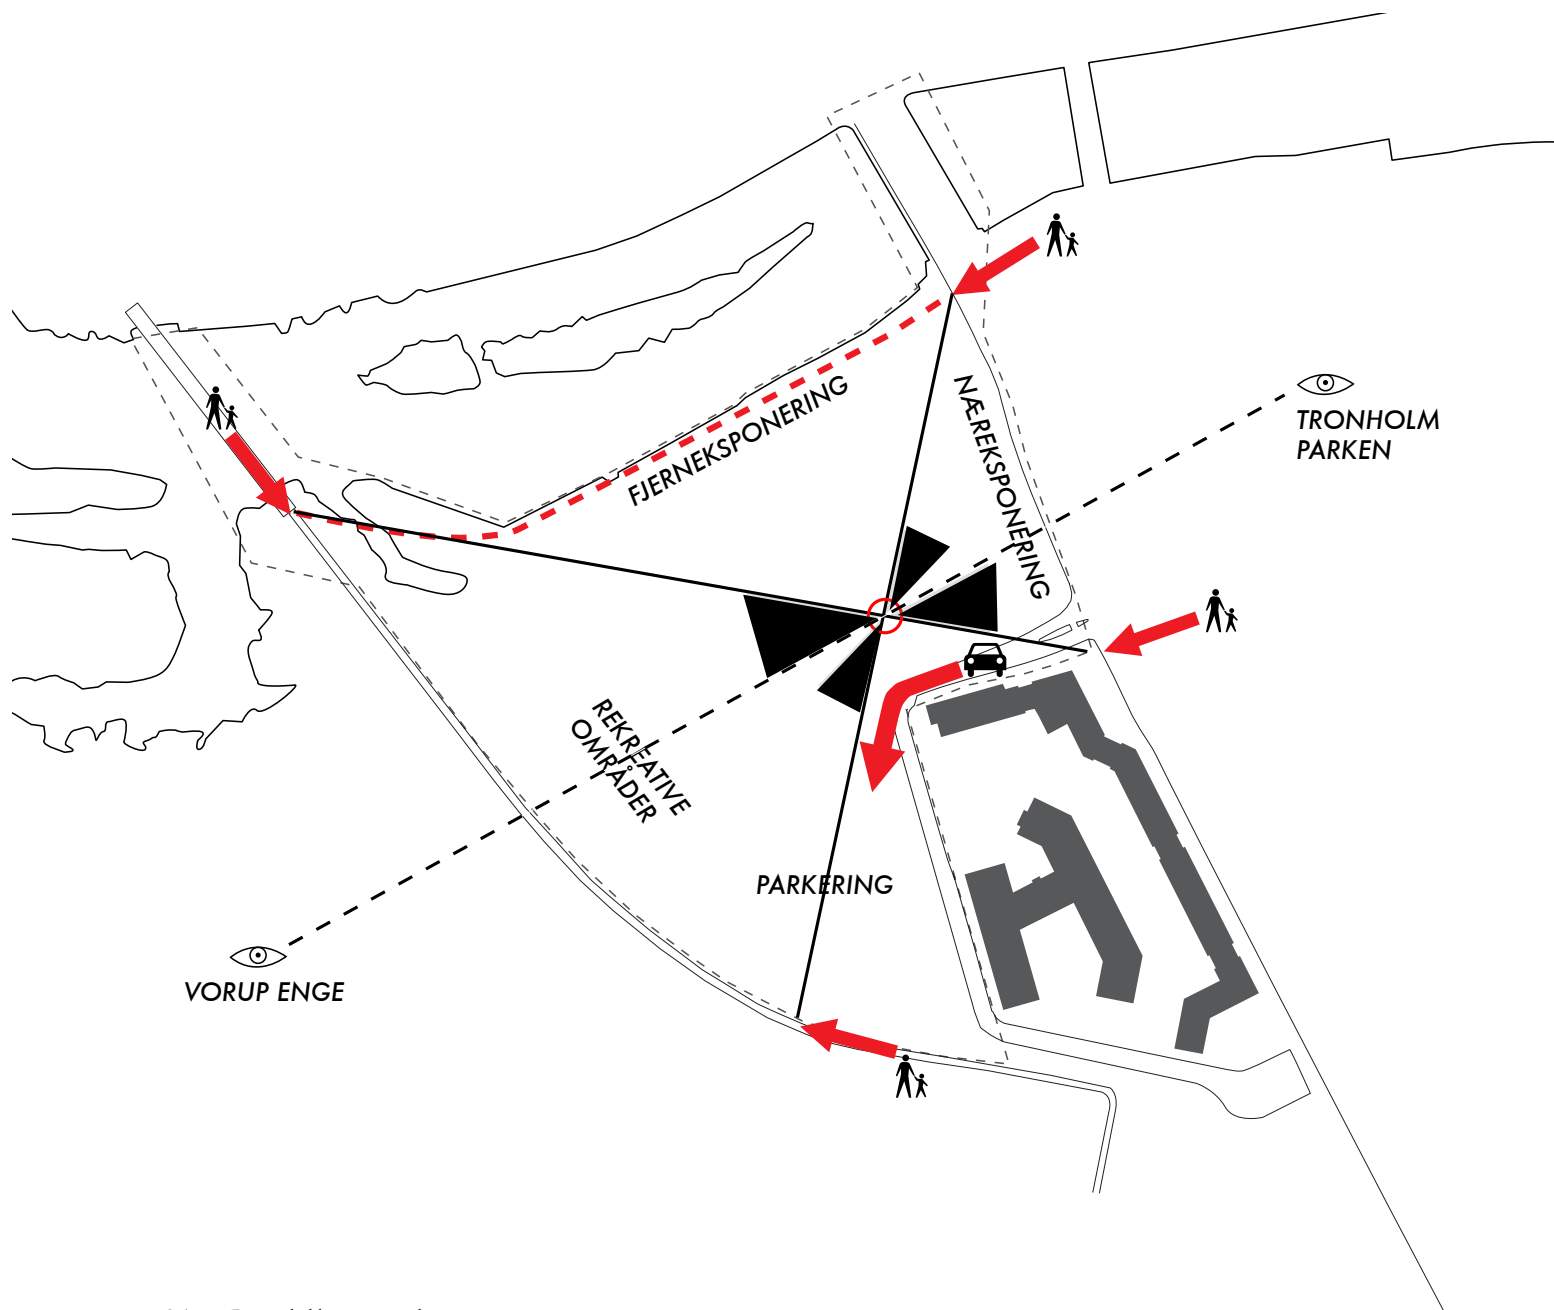 FJERNEKSPONERING
NÆREKSPONERING
TRONHOLM
PARKEN
REKREATIVE
OMRÅDER
PARKERING
VORUP ENGE